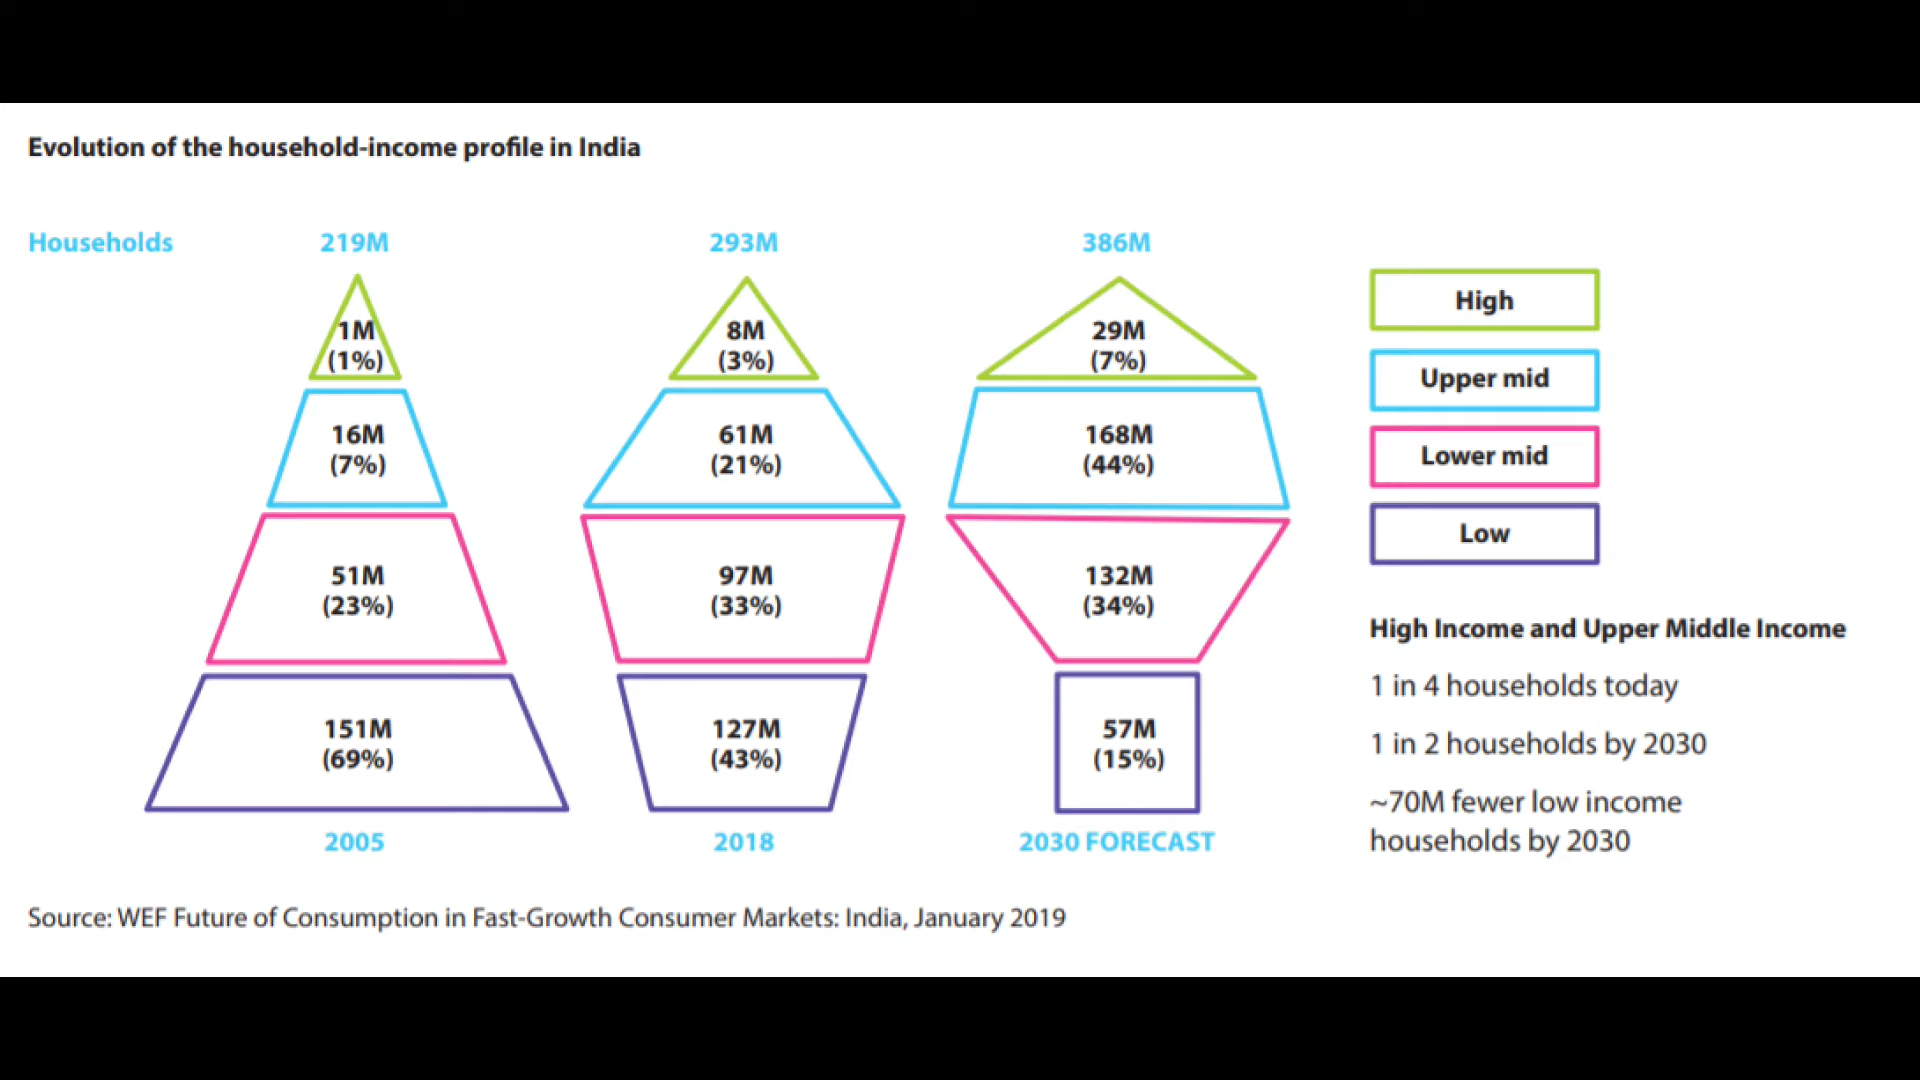 Evolution of the household-income profile in India
Households 219M 293M 386M
1M 8M 29M
(1%) (3%) (7%)
16M 61M 168M
(7%) (21%) (44%)
51M 97M 132M
(23%) (33%) (34%)
151M 127M 57M
(69%) (43%) (15%)
2005 2018 2030 FORECAST
High
Upper mid
Lower mid
Low
High Income and Upper Middle Income
1 in 4 households today
1 in 2 households by 2030
~70M fewer low income
households by 2030
Source: WEF Future of Consumption in Fast-Growth Consumer Markets: India, January 2019